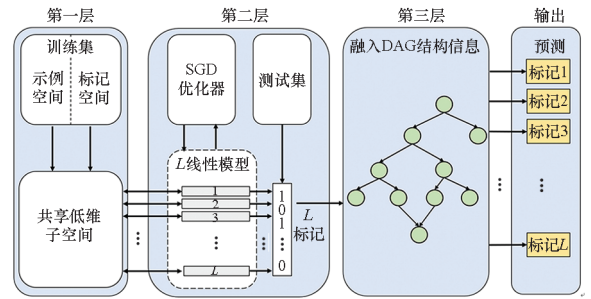 第一层
第二层
第三层
输出
训练集
示例
空间
标记
空间
共享低维
子空间
SGD
优化器
测试集
L线性模型
1
2
3
L
1
0
1
0
L
标记
融入DAG结构信息
预测
标记1
标记2
标记3
标记L